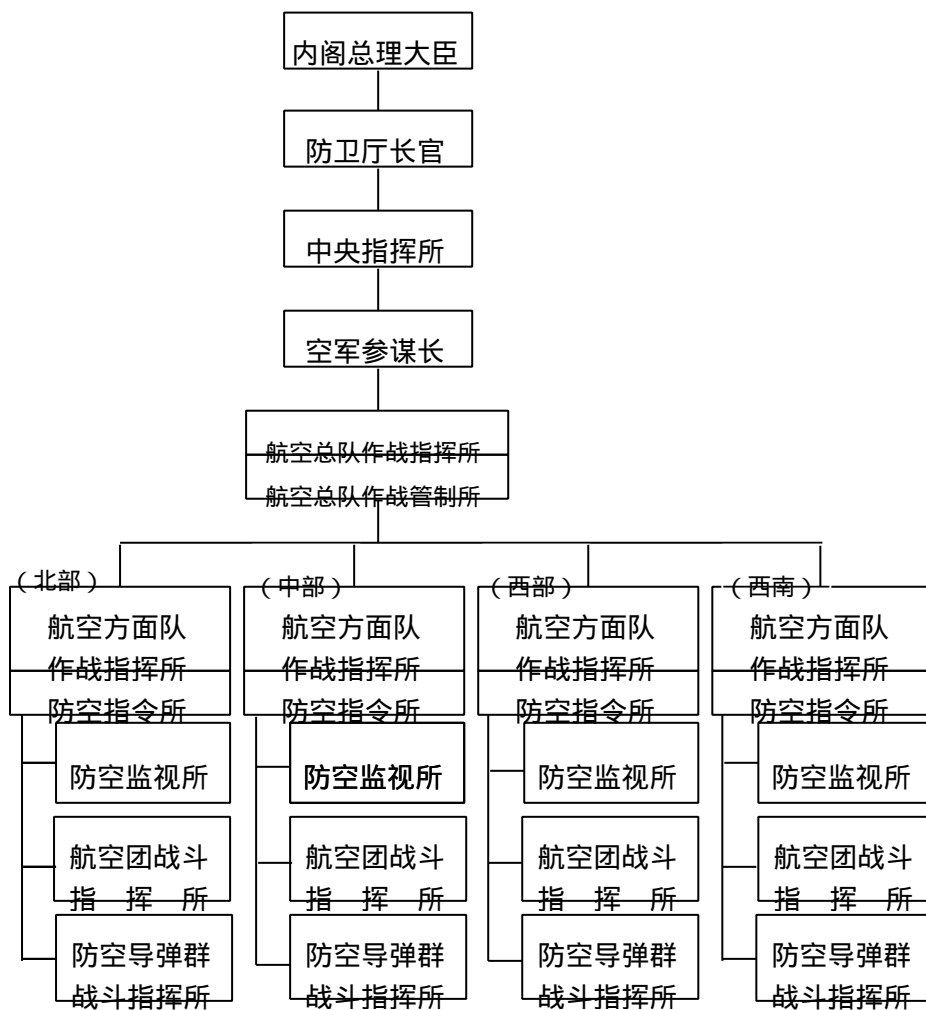 内阁总理大臣
防卫厅长官
中央指挥所
空军参谋长
航空总队作战指挥所
航空总队作战管制所
（北部）
航空方面队
作战指挥所
防空指令所
防空监视所
航空团战斗
指 挥 所
防空导弹群
战斗指挥所
（中部）
航空方面队
作战指挥所
防空指令所
防空监视所
航空团战斗
指 挥 所
防空导弹群
战斗指挥所
（西部）
航空方面队
作战指挥所
防空指令所
防空监视所
航空团战斗
指 挥 所
防空导弹群
战斗指挥所
（西南）
航空方面队
作战指挥所
防空指令所
防空监视所
航空团战斗
指 挥 所
防空导弹群
战斗指挥所